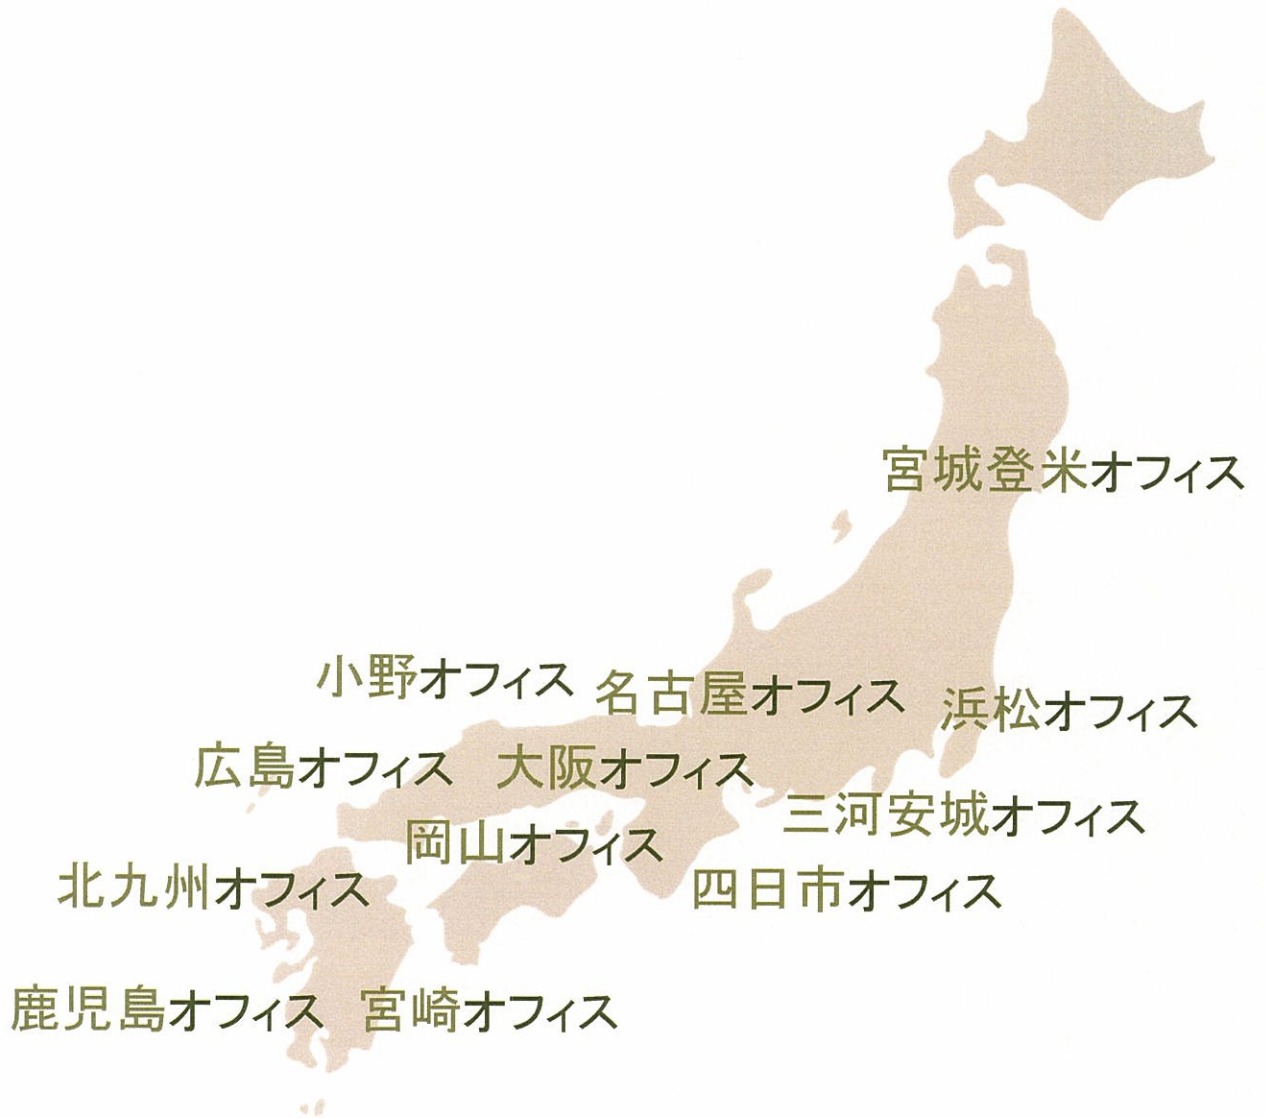 宮城登米オフィス
小野オフィス
名古屋オフィス
浜松オフィス
広島オフィス
大阪オフィス
三河安城オフィス
岡山オフィス
北九州オフィス
四日市オフィス
鹿児島オフィス
宮崎オフィス